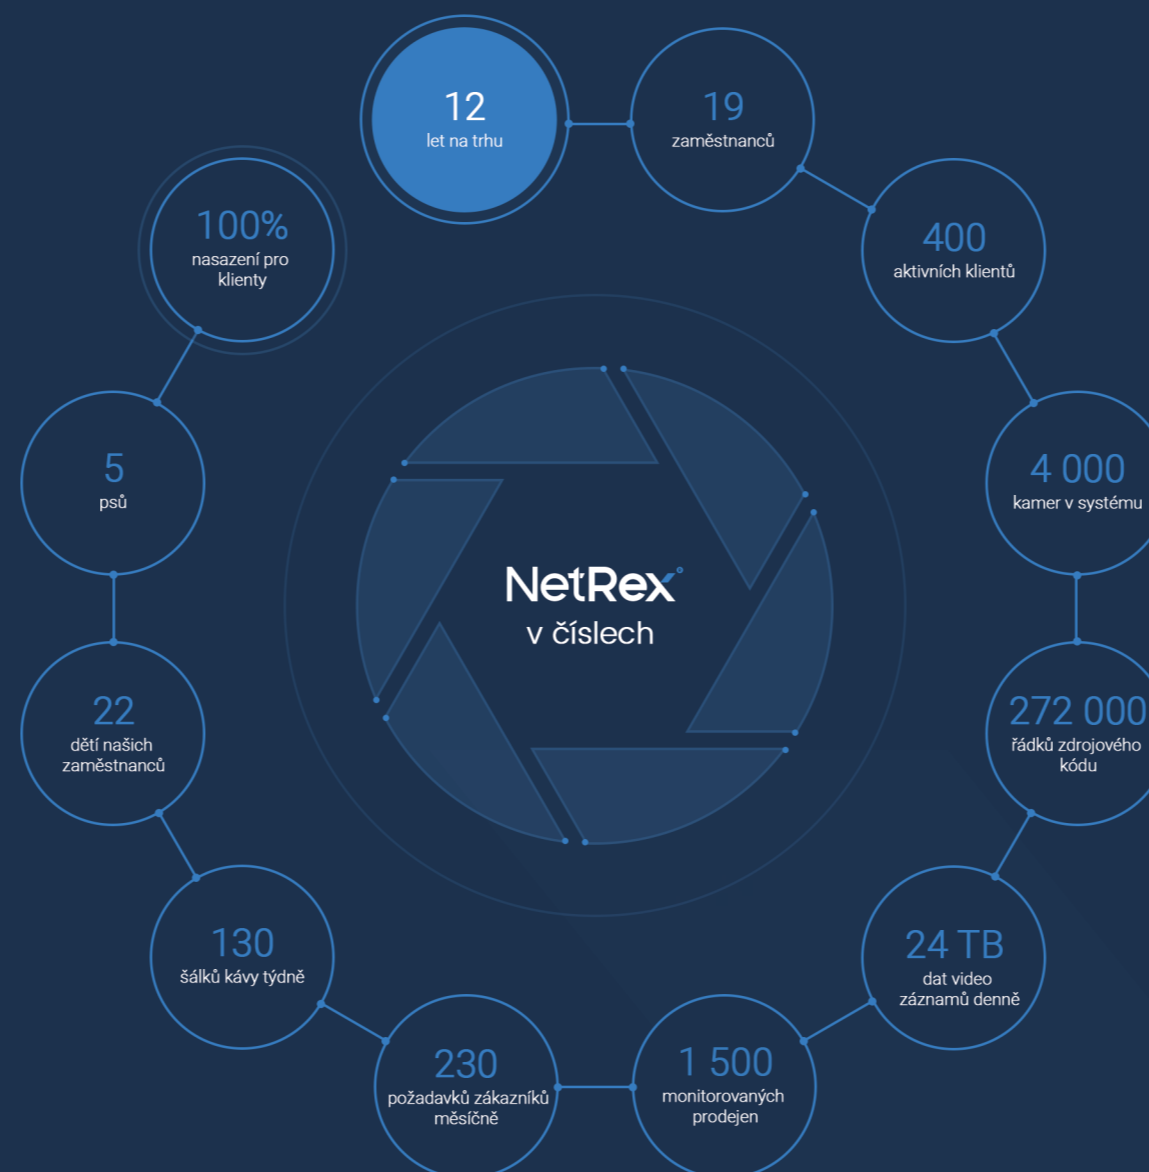 12
let na trhu
19
zaměstnanců
400
aktivních klientů
4 000
kamer v systému
272 000
řádků zdrojového
kódu
24 TB
dat video
záznamů denně
1 500
monitorovaných
prodejen
230
požadavků zákazníků
měsíčně
130
šálků kávy týdně
22
dětí našich
zaměstnanců
5
psů
100%
nasazení pro
klienty
NetRex
v číslech